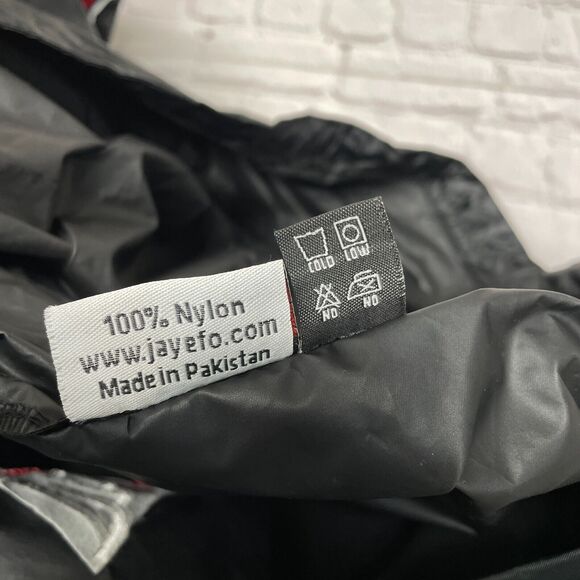 100% Nylon
www.jayefo.com
Made in Pakistan
COLD LOW
NO NO